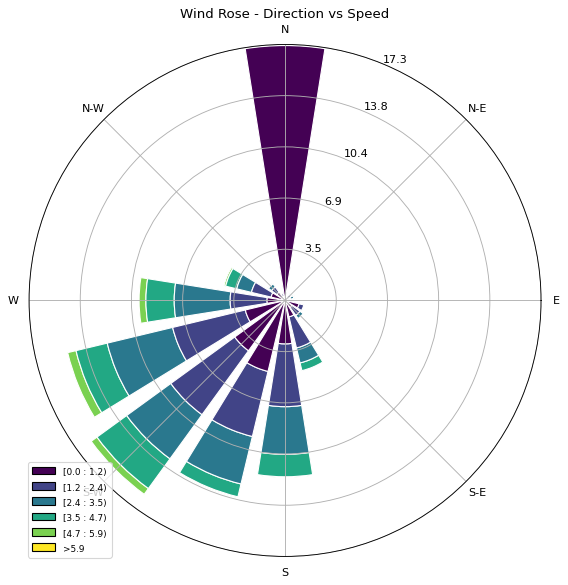 Wind Rose - Direction vs Speed
N
17.3
N-W
13.8
N-E
10.4
6.9
3.5
W
E
[0.0 : 1.2)
[1.2 : 2.4)
[2.4 : 3.5)
[3.5 : 4.7)
[4.7 : 5.9)
>5.9
S-W
S-E
S